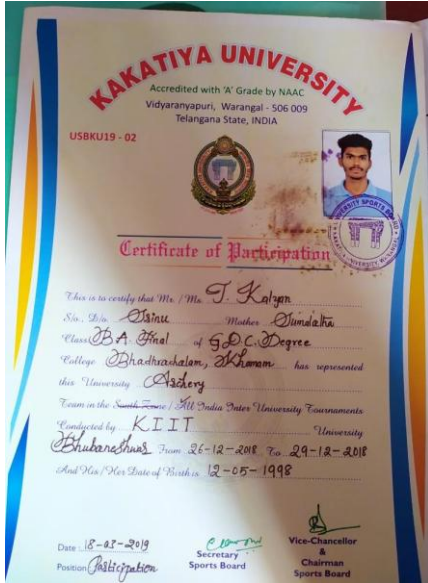 KAKATIYA UNIVERSITY
Accredited with 'A' Grade by NAAC
Vidyaranyapuri, Warangal - 506 009
Telangana State, INDIA
USBKU19 - 02
Certificate of Participation
This is to certify that Mr. / Ms. T. Kalyan
S/o., D/o. Srinu Mother Sumalatha
Class B.A. Final of G.D.C. Degree
College Bhadhrachalam, Khamam has represented
this University Archery
Team in the South Zone / All India Inter University Tournaments
Conducted by KIIT University
Bhubaneshwar From 26-12-2018 To 29-12-2018
And His / Her Date of Birth is 12-05-1998
Date : 18-03-2019
Position Participation
Secretary
Sports Board
Vice-Chancellor
&
Chairman
Sports Board